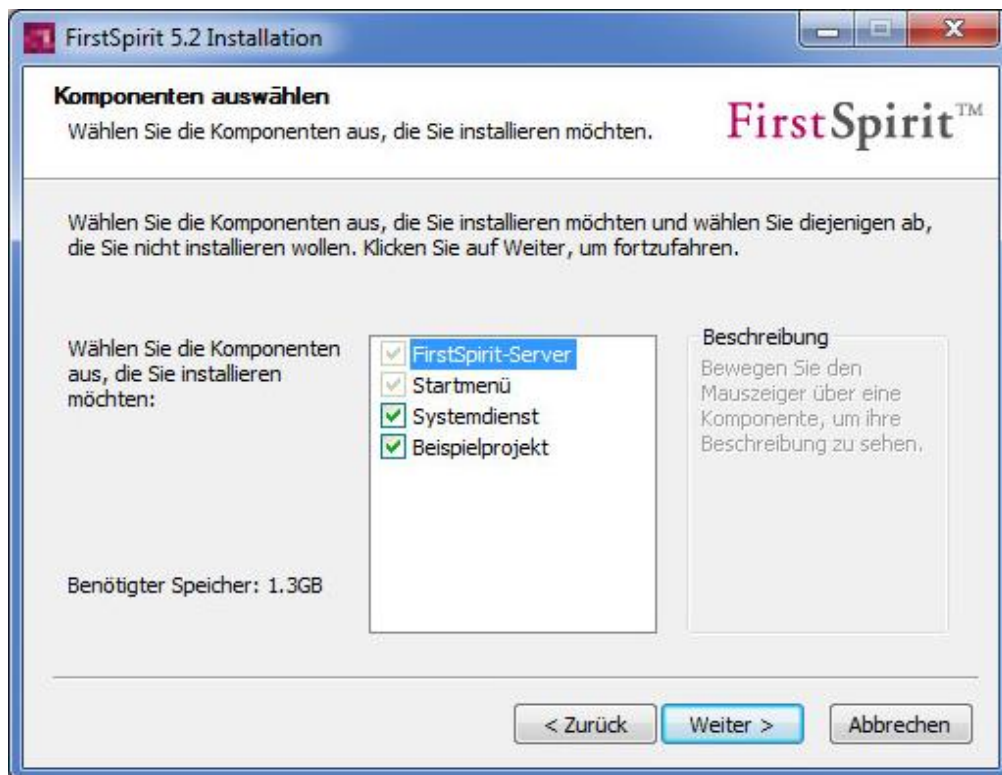 FirstSpirit 5.2 Installation
Komponenten auswählen
Wählen Sie die Komponenten aus, die Sie installieren möchten.
FirstSpirit™
Wählen Sie die Komponenten aus, die Sie installieren möchten und wählen Sie diejenigen ab,
die Sie nicht installieren wollen. Klicken Sie auf Weiter, um fortzufahren.
Wählen Sie die Komponenten
aus, die Sie installieren
möchten:
FirstSpirit-Server
Startmenü
Systemdienst
Beispielprojekt
Beschreibung
Bewegen Sie den
Mauszeiger über eine
Komponente, um ihre
Beschreibung zu sehen.
Benötigter Speicher: 1.3GB
< Zurück
Weiter >
Abbrechen